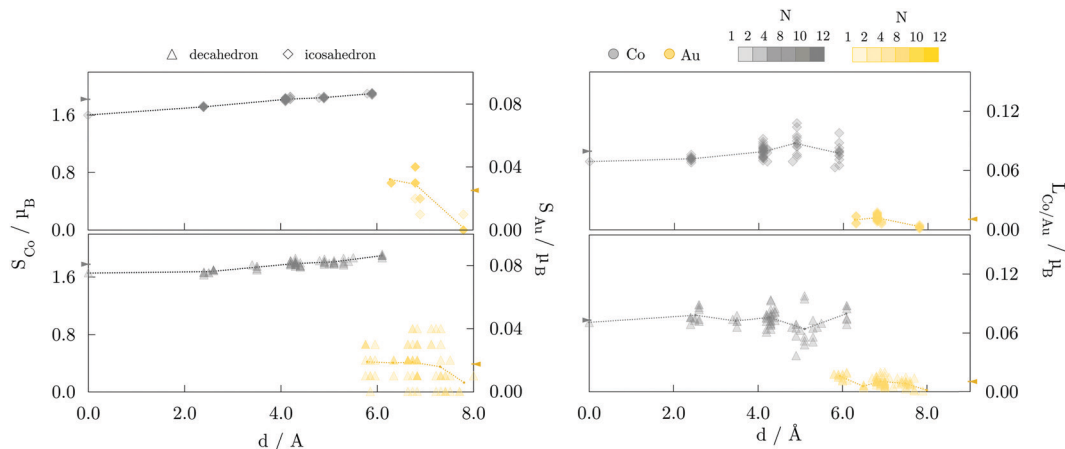 △ decahedron ◇ icosahedron
Co Au
N N
1 2 4 8 10 12 1 2 4 8 10 12
1.6
0.8
0.0
0.08
0.04
0.00
1.6
0.8
0.0
0.08
0.04
0.00
S_Co / μ_B
S_Au / μ_B
0.0 2.0 4.0 6.0 8.0
d / A
0.12
0.06
0.00
0.12
0.06
0.00
L_Co/Au / μ_B
0.0 2.0 4.0 6.0 8.0
d / Å